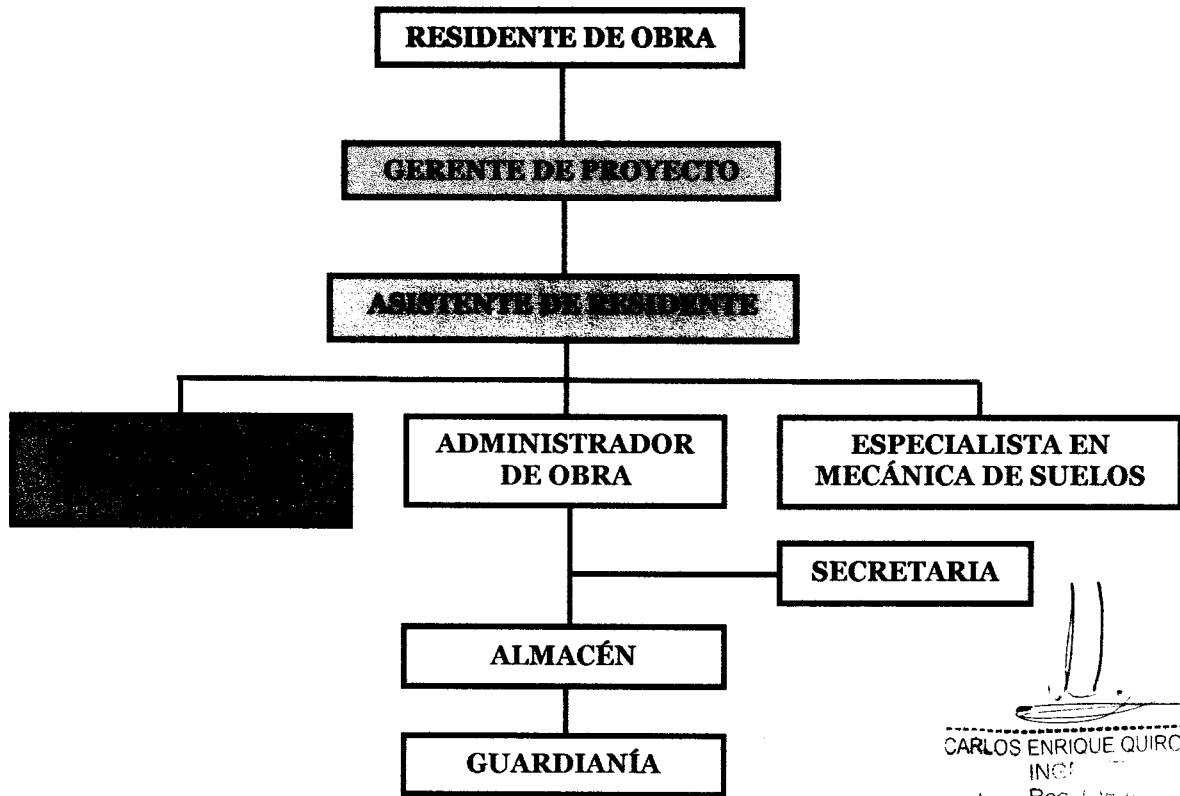 RESIDENTE DE OBRA
GERENTE DE PROYECTO
ASISTENTE DE RESIDENTE
ADMINISTRADOR
DE OBRA
ESPECIALISTA EN
MECÁNICA DE SUELOS
SECRETARIA
ALMACÉN
GUARDIANÍA
CARLOS ENRIQUE